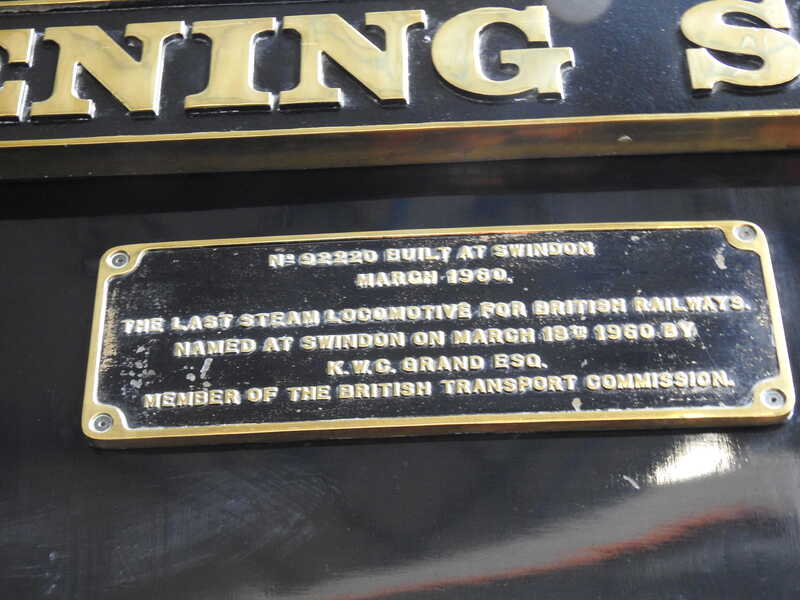 ENING S
No 92220 BUILT AT SWINDON
MARCH 1960.
THE LAST STEAM LOCOMOTIVE FOR BRITISH RAILWAYS.
NAMED AT SWINDON ON MARCH 18TH 1960 BY
K.W.C. GRAND ESQ.
MEMBER OF THE BRITISH TRANSPORT COMMISSION.